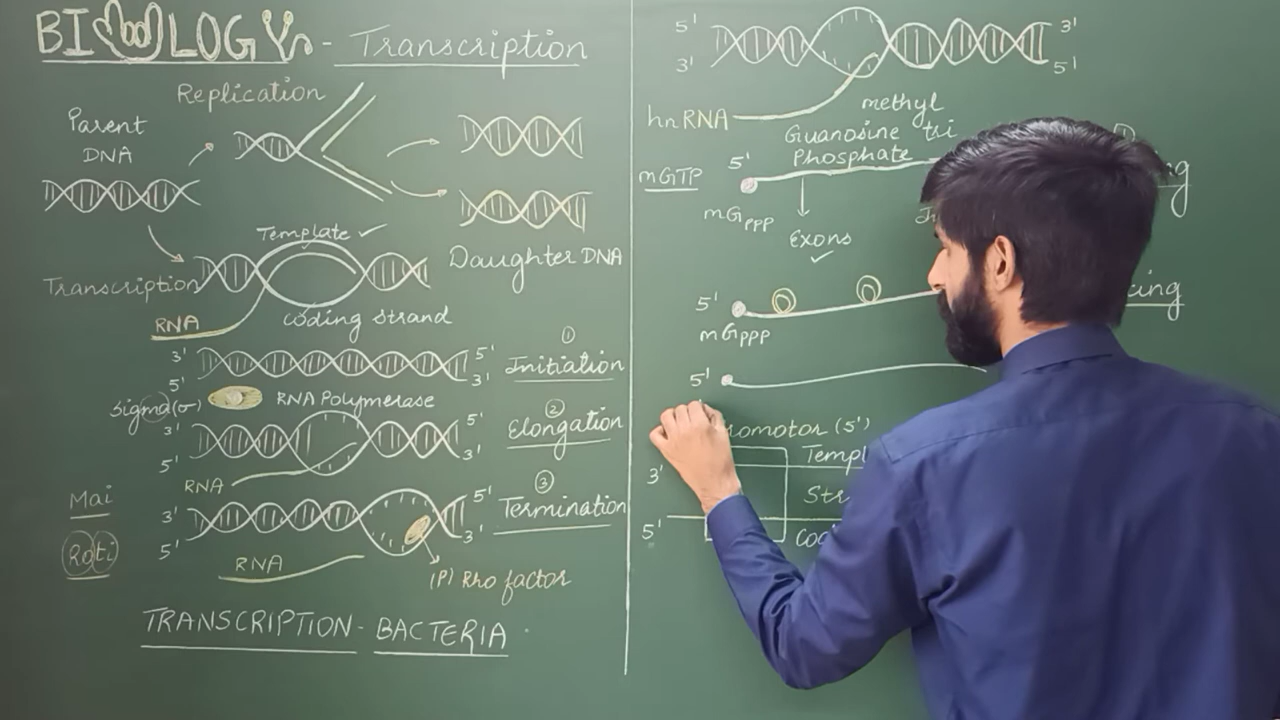 BIOLOGY - Transcription
Replication
Parent
DNA
Template ✓
Daughter DNA
Transcription
RNA
coding strand
①
3' 5' Initiation
5' 3'
Sigma(σ) RNA Polymerase ②
3' 5' Elongation
5' 3'
RNA
③
Mai
3' 5' Termination
Roti
5' 3'
RNA
(P) Rho factor
TRANSCRIPTION - BACTERIA
5' 3'
3' 5'
hnRNA
methyl
Guanosine tri
Phosphate
mGTP 5'
mGppp
Exons
✓
5'
cing
mGppp
5'
omotor (5')
Templ
3'
Str
5'
Cod